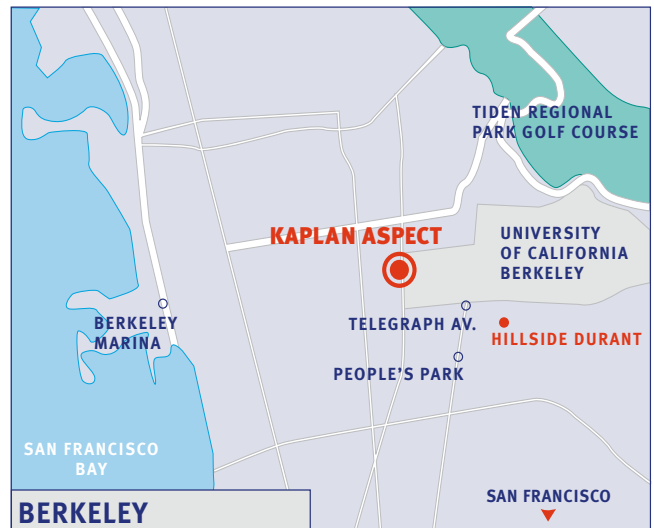 TIDEN REGIONAL
PARK GOLF COURSE
KAPLAN ASPECT
UNIVERSITY
OF CALIFORNIA
BERKELEY
BERKELEY
MARINA
TELEGRAPH AV.
HILLSIDE DURANT
PEOPLE'S PARK
SAN FRANCISCO
BAY
SAN FRANCISCO
BERKELEY